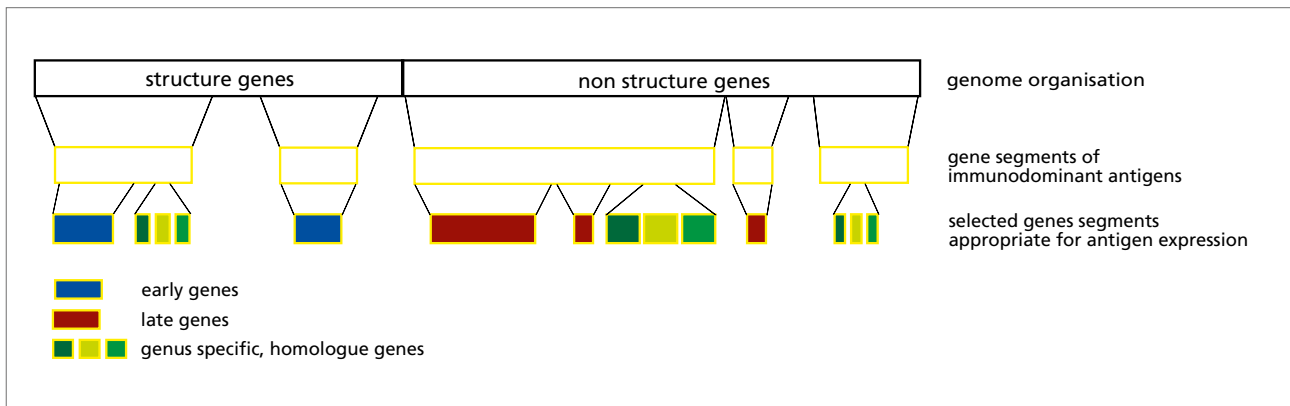 structure genes
non structure genes
genome organisation
gene segments of
immunodominant antigens
selected genes segments
appropriate for antigen expression
early genes
late genes
genus specific, homologue genes